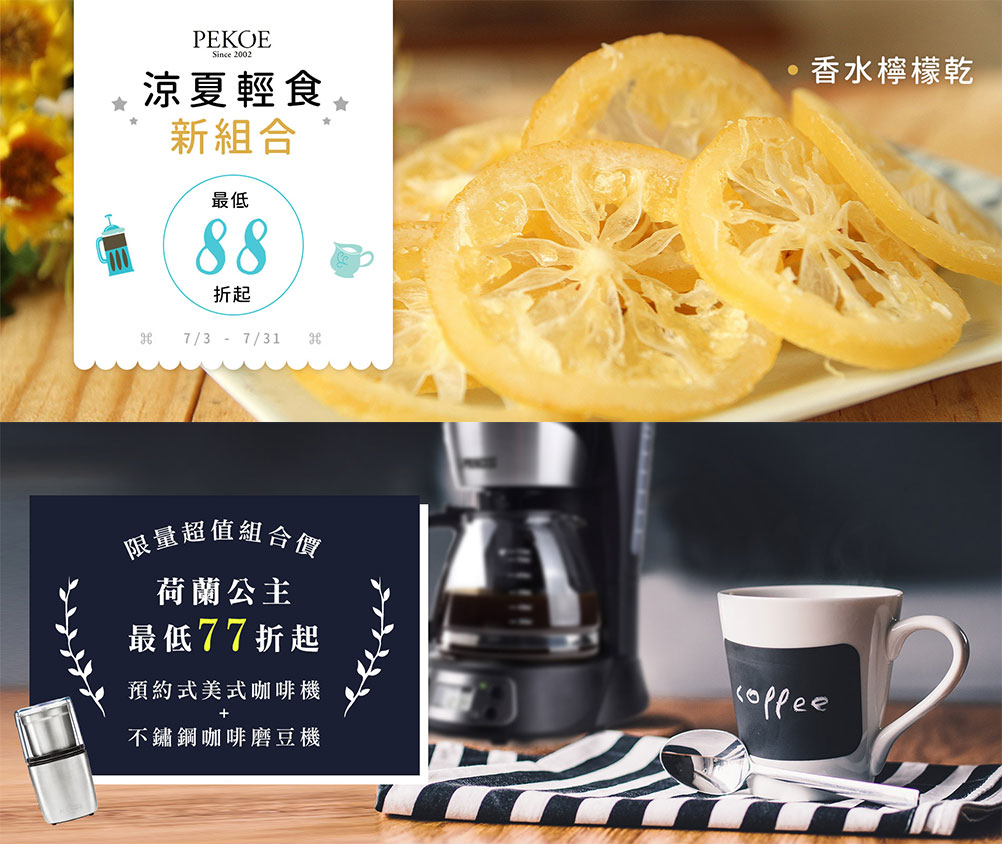 PEKOE
Since 2002
涼夏輕食
新組合
最低
88
折起
⌘ 7/3 - 7/31 ⌘
• 香水檸檬乾
限量超值組合價
荷蘭公主
最低77折起
預約式美式咖啡機
+
不鏽鋼咖啡磨豆機
coffee